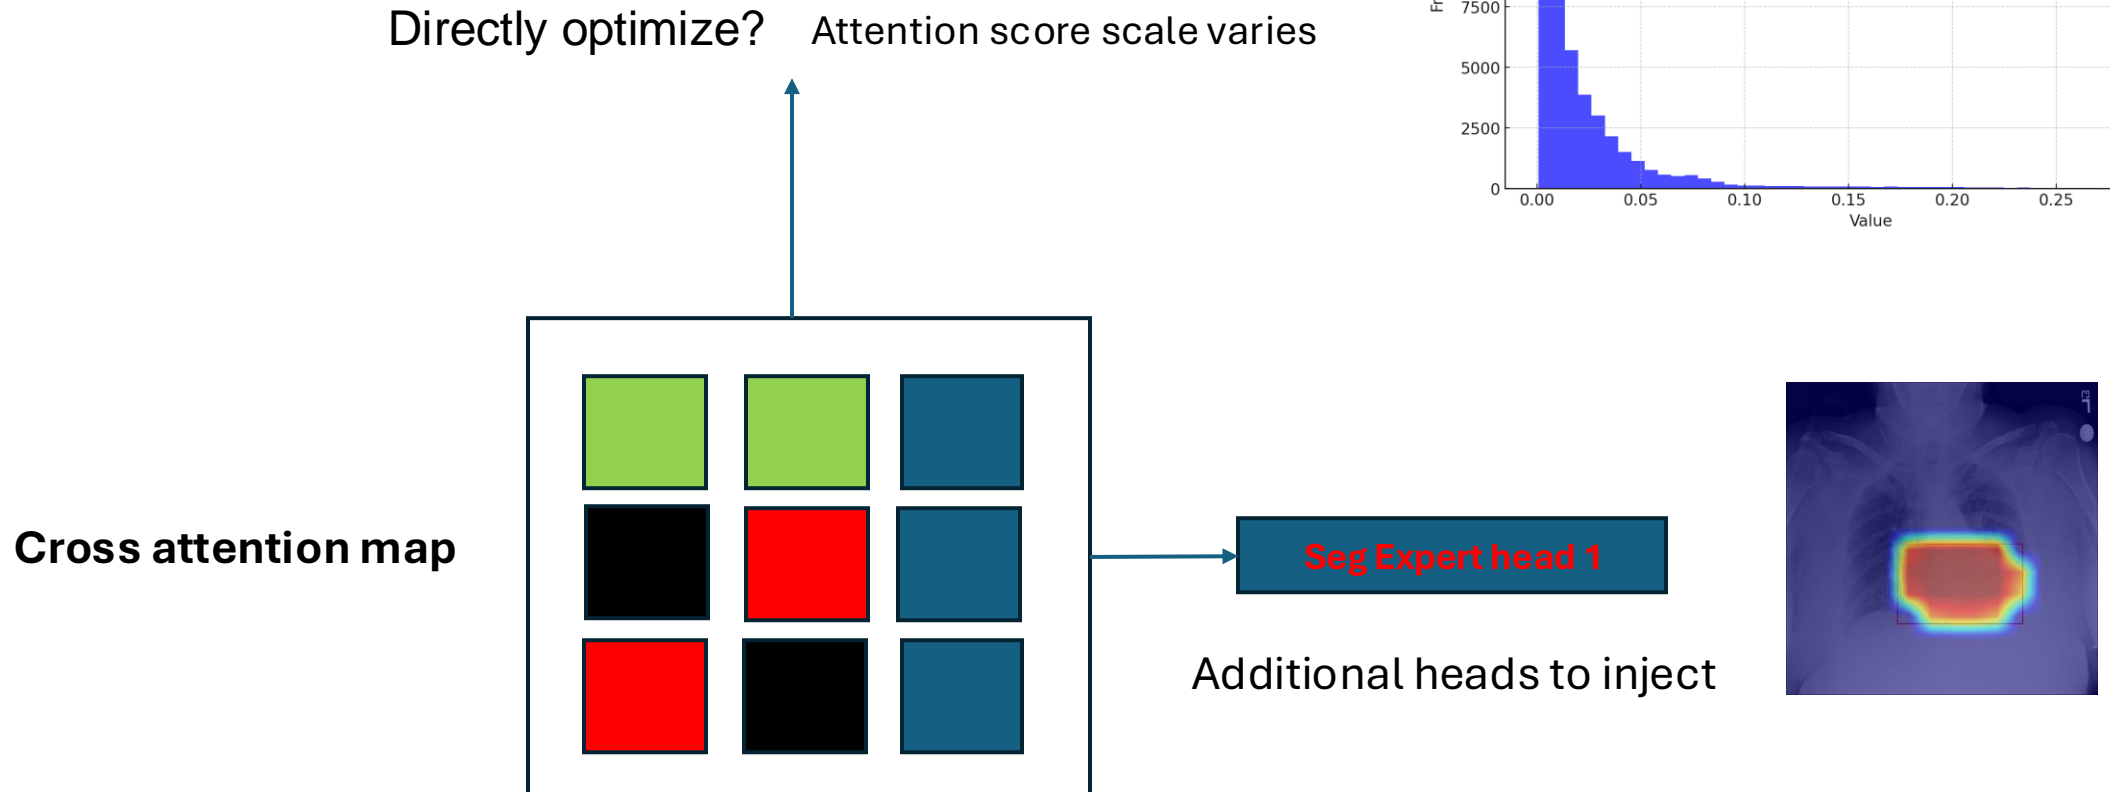 Directly optimize?
Attention score scale varies
Fr
7500
5000
2500
0
0.00 0.05 0.10 0.15 0.20 0.25
Value
Cross attention map
Seg Expert head 1
Additional heads to inject